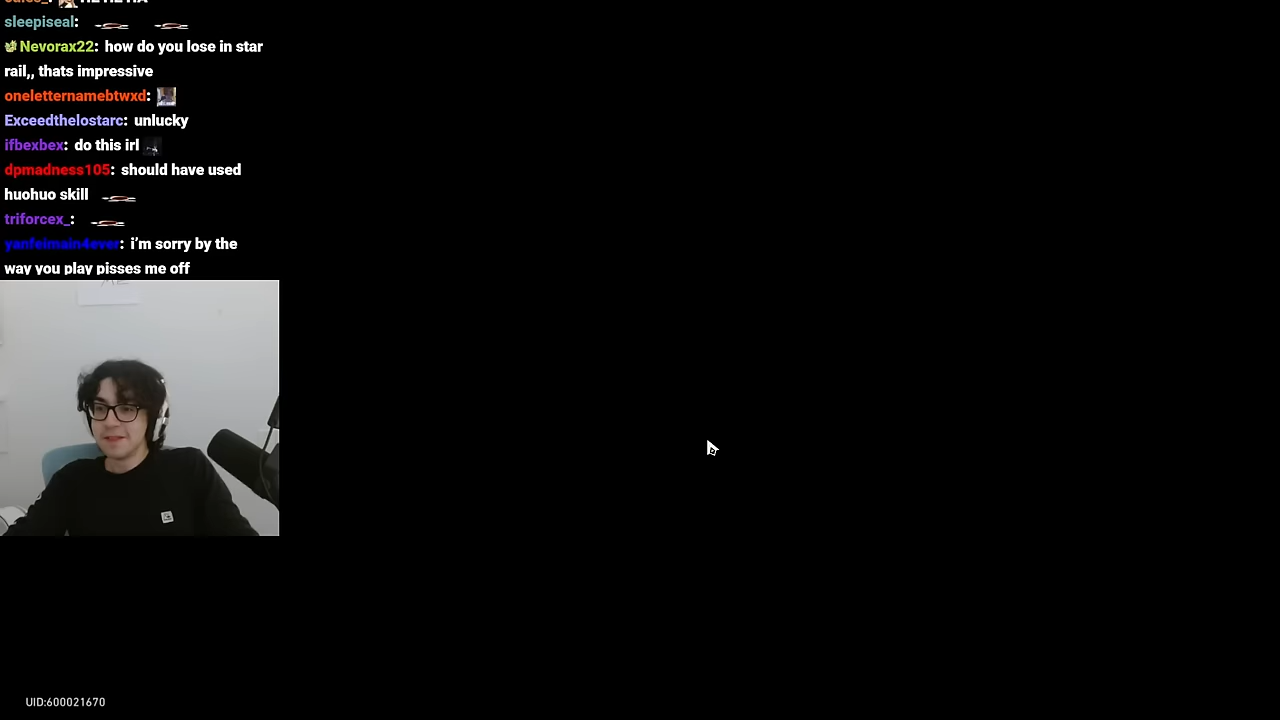 sleepiseal:
Nevorax22: how do you lose in star
rail,, thats impressive
oneletternamebtwxd:
Exceedthelostarc: unlucky
ifbexbex: do this irl
dpmadness105: should have used
huohuo skill
triforcex_:
yanfeimain4ever: i'm sorry by the
way you play pisses me off
UID:600021670